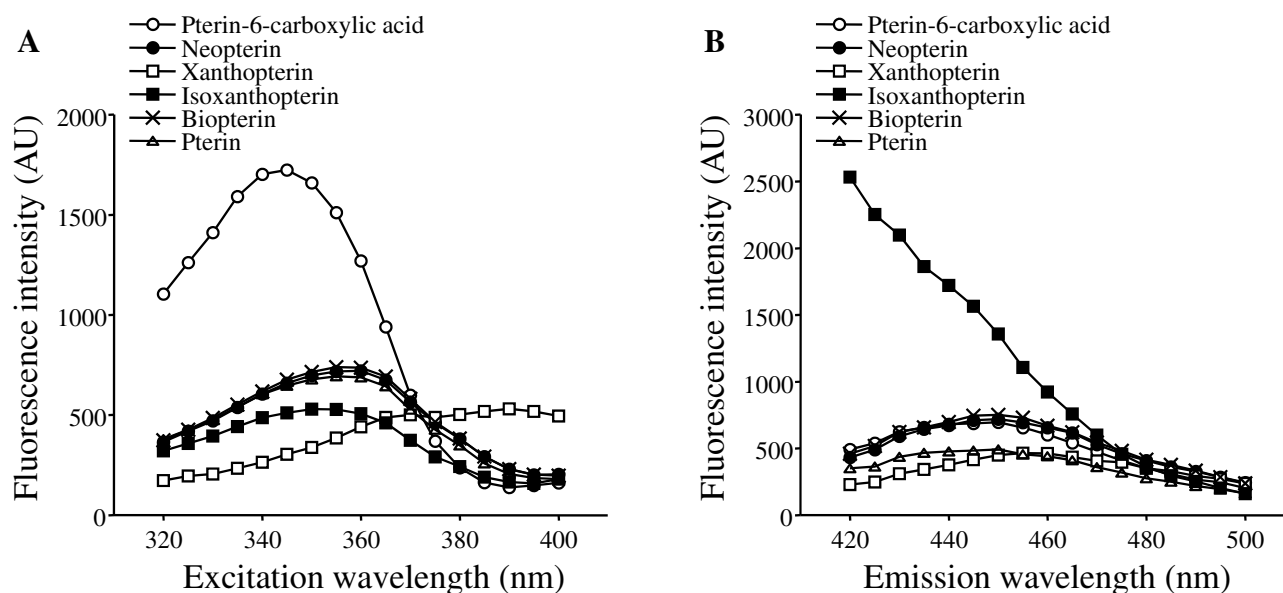 A
Pterin-6-carboxylic acid
Neopterin
Xanthopterin
Isoxanthopterin
Biopterin
Pterin
2000
1500
1000
500
0
320 340 360 380 400
Fluorescence intensity (AU)
Excitation wavelength (nm)
B
Pterin-6-carboxylic acid
Neopterin
Xanthopterin
Isoxanthopterin
Biopterin
Pterin
3000
2500
2000
1500
1000
500
0
420 440 460 480 500
Fluorescence intensity (AU)
Emission wavelength (nm)